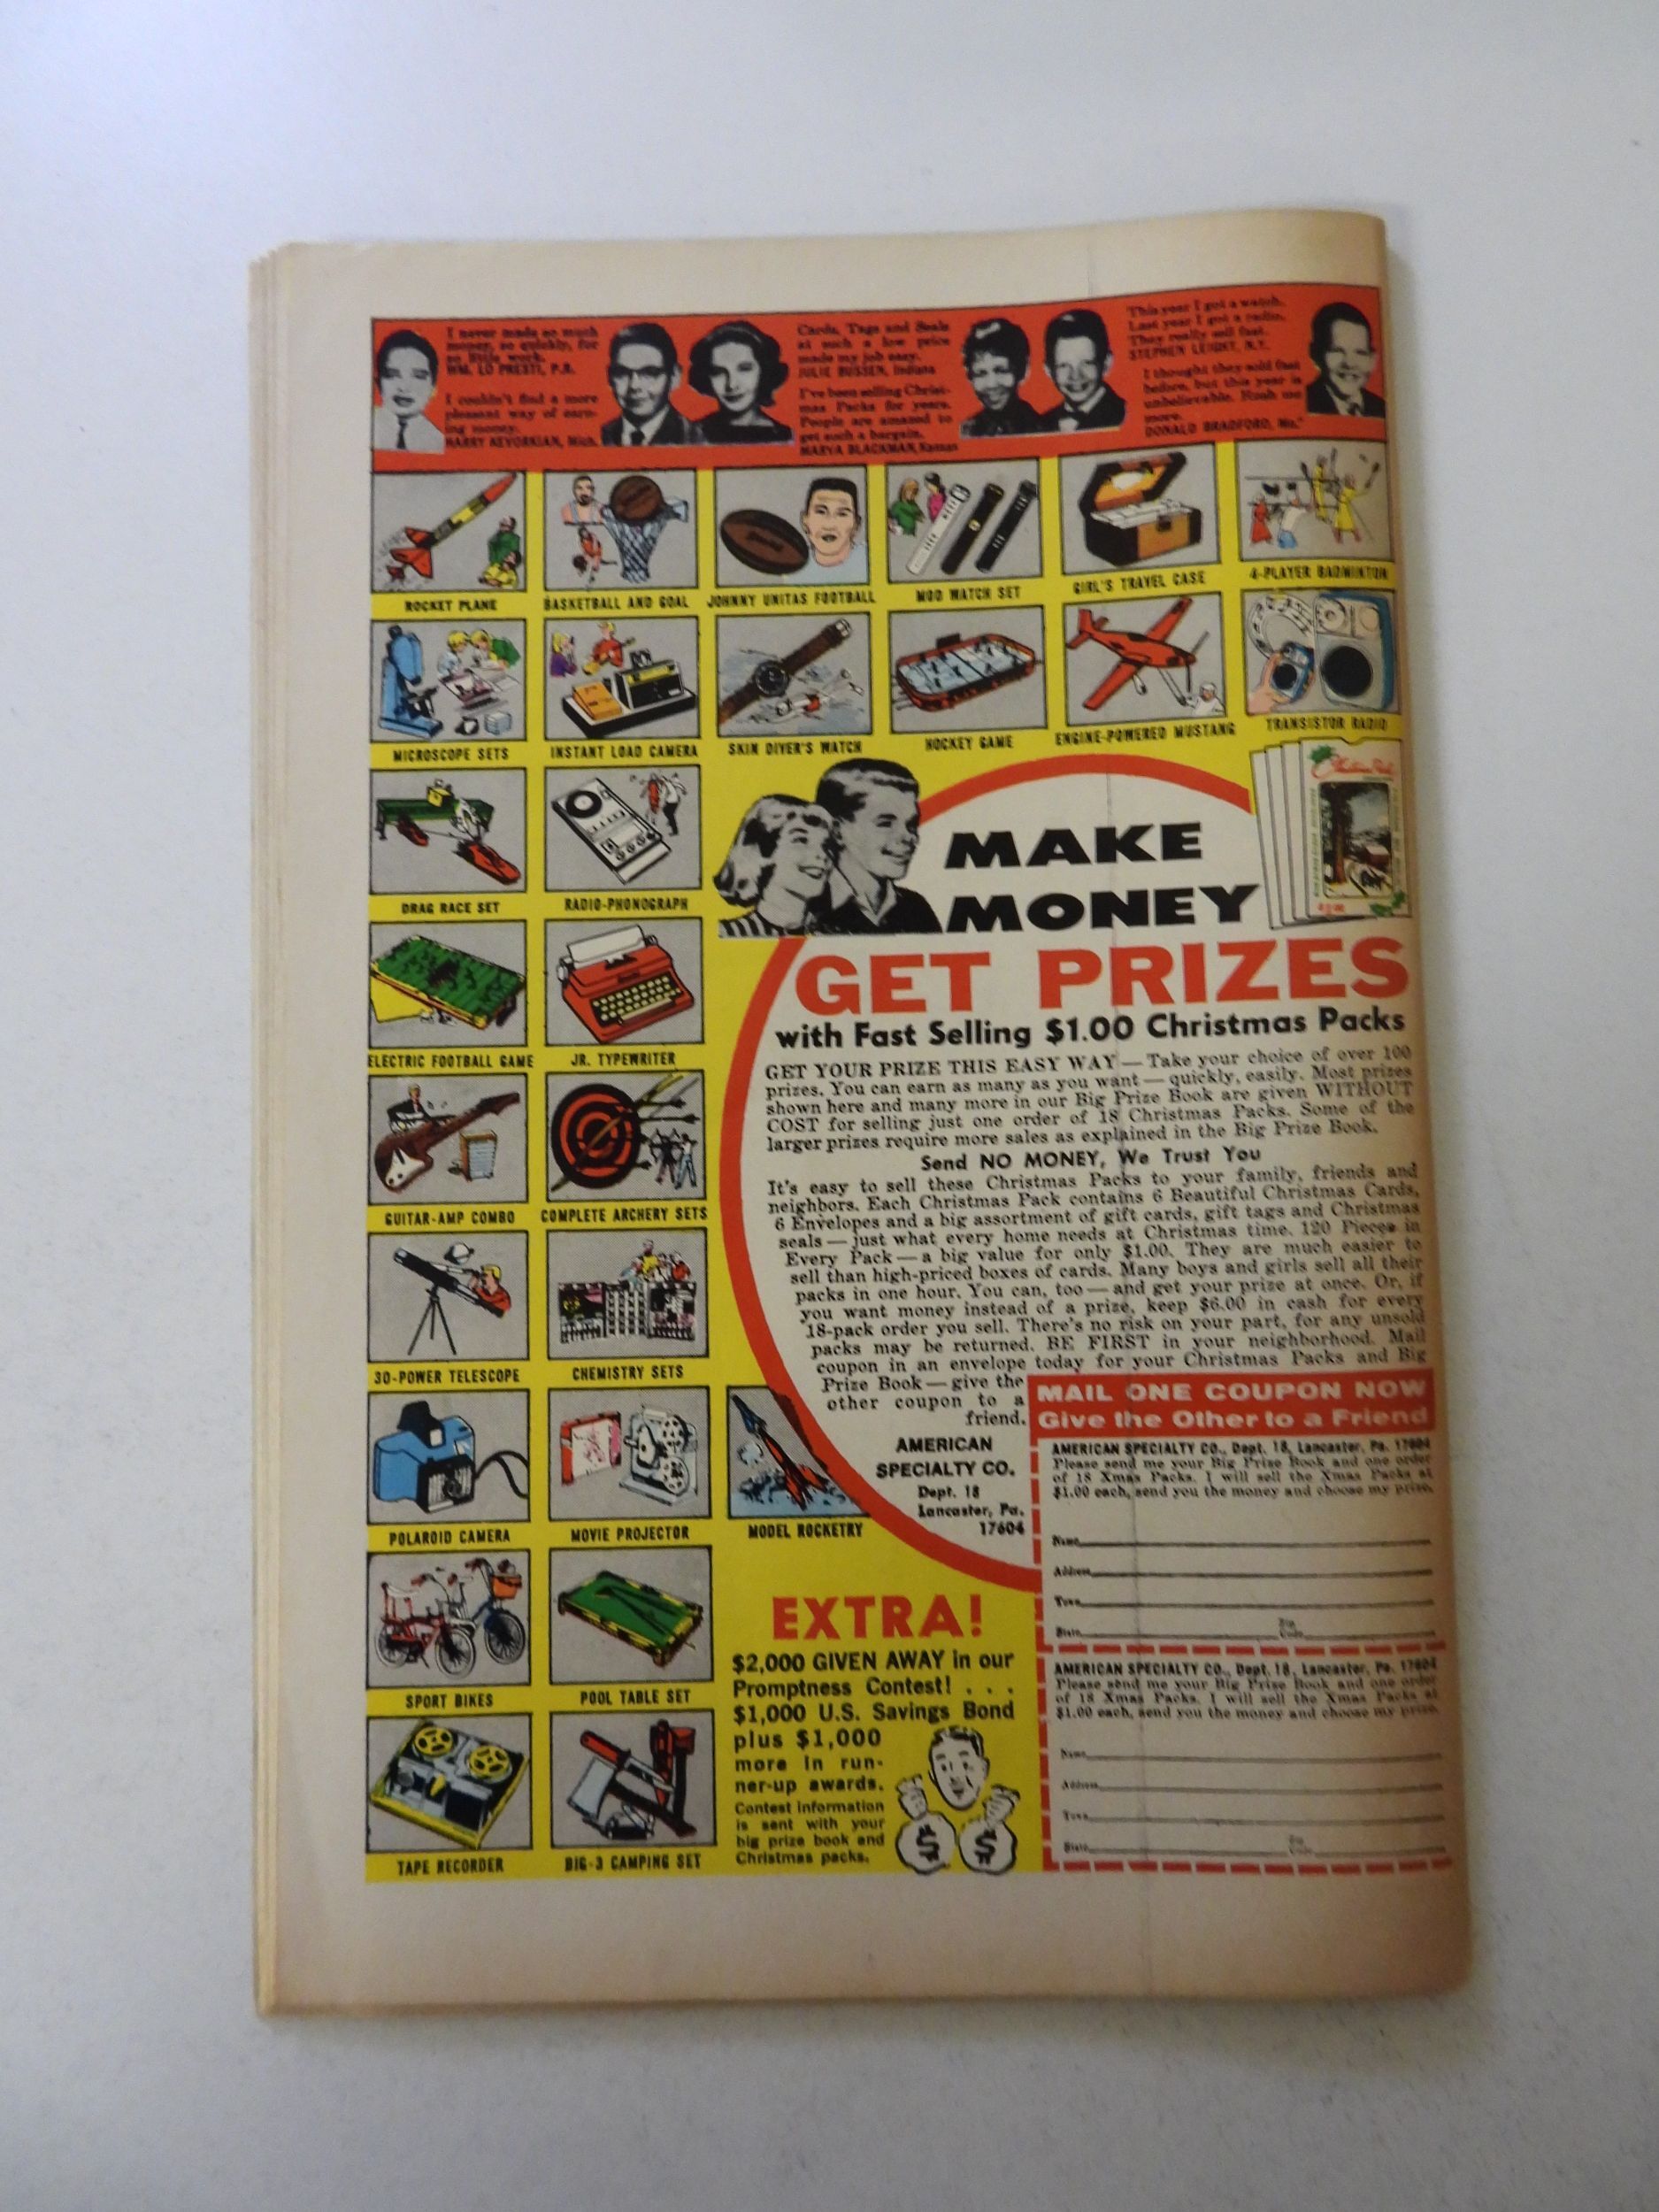 I never made so much
money, so quickly, for
so little work.
WM. LO PRESTI, P.R.
I couldn't find a more
pleasant way of earn-
ing money.
HARRY KEVORKIAN, Mich.
Cards, Tags and Seals
at such a low price
made my job easy.
JULIE BUSSEN, Indiana
I've been selling Christ-
mas Packs for years.
People are amazed to
get such a bargain.
MARVA BLACKMAN, Kansas
This year I got a watch.
Last year I got a radio.
They really sell fast.
STEPHEN LEIGHT, N.Y.
I thought they sold fast
before, but this year is
unbelievable. Rush me
more.
DONALD BRADFORD, Mo."
ROCKET PLANE
BASKETBALL AND GOAL
JOHNNY UNITAS FOOTBALL
MOD WATCH SET
GIRL'S TRAVEL CASE
4-PLAYER BADMINTON
MICROSCOPE SETS
INSTANT LOAD CAMERA
SKIN DIVER'S WATCH
HOCKEY GAME
ENGINE-POWERED MUSTANG
TRANSISTOR RADIO
DRAG RACE SET
RADIO-PHONOGRAPH
ELECTRIC FOOTBALL GAME
JR. TYPEWRITER
GUITAR-AMP COMBO
COMPLETE ARCHERY SETS
30-POWER TELESCOPE
CHEMISTRY SETS
POLAROID CAMERA
MOVIE PROJECTOR
MODEL ROCKETRY
SPORT BIKES
POOL TABLE SET
TAPE RECORDER
BIG-3 CAMPING SET
MAKE
MONEY
GET PRIZES
with Fast Selling $1.00 Christmas Packs
GET YOUR PRIZE THIS EASY WAY — Take your choice of over 100
prizes. You can earn as many as you want — quickly, easily. Most prizes
shown here and many more in our Big Prize Book are given WITHOUT
COST for selling just one order of 18 Christmas Packs. Some of the
larger prizes require more sales as explained in the Big Prize Book.
Send NO MONEY, We Trust You
It's easy to sell these Christmas Packs to your family, friends and
neighbors. Each Christmas Pack contains 6 Beautiful Christmas Cards,
6 Envelopes and a big assortment of gift cards, gift tags and Christmas
seals — just what every home needs at Christmas time. 120 Pieces in
Every Pack — a big value for only $1.00. They are much easier to
sell than high-priced boxes of cards. Many boys and girls sell all their
packs in one hour. You can, too — and get your prize at once. Or, if
you want money instead of a prize, keep $6.00 in cash for every
18-pack order you sell. There's no risk on your part, for any unsold
packs may be returned. BE FIRST in your neighborhood. Mail
coupon in an envelope today for your Christmas Packs and Big
Prize Book — give the
other coupon to a
friend.
AMERICAN
SPECIALTY CO.
Dept. 18
Lancaster, Pa.
17604
MAIL ONE COUPON NOW
Give the Other to a Friend
AMERICAN SPECIALTY CO., Dept. 18, Lancaster, Pa. 17604
Please send me your Big Prize Book and one order
of 18 Xmas Packs. I will sell the Xmas Packs at
$1.00 each, send you the money and choose my prize.
Name
Address
Town
State Zip Code
AMERICAN SPECIALTY CO., Dept. 18, Lancaster, Pa. 17604
Please send me your Big Prize Book and one order
of 18 Xmas Packs. I will sell the Xmas Packs at
$1.00 each, send you the money and choose my prize.
Name
Address
Town
State Zip Code
EXTRA!
$2,000 GIVEN AWAY in our
Promptness Contest! . . .
$1,000 U.S. Savings Bond
plus $1,000
more in run-
ner-up awards.
Contest information
is sent with your
big prize book and
Christmas packs.
$ $